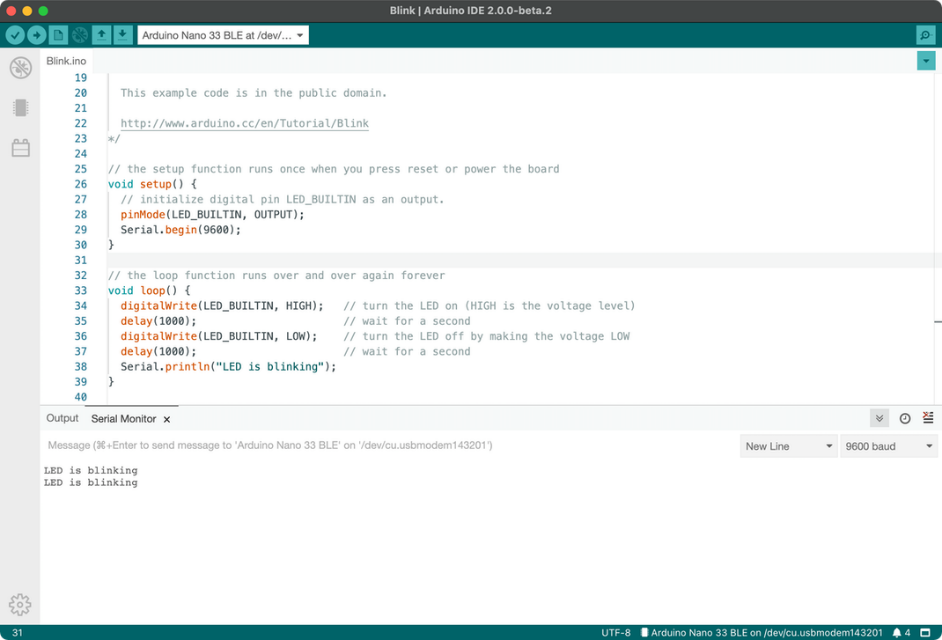 Blink | Arduino IDE 2.0.0-beta.2
Arduino Nano 33 BLE at /dev/...
Blink.ino
19
20 This example code is in the public domain.
21
22 http://www.arduino.cc/en/Tutorial/Blink
23 */
24
25 // the setup function runs once when you press reset or power the board
26 void setup() {
27 // initialize digital pin LED_BUILTIN as an output.
28 pinMode(LED_BUILTIN, OUTPUT);
29 Serial.begin(9600);
30 }
31
32 // the loop function runs over and over again forever
33 void loop() {
34 digitalWrite(LED_BUILTIN, HIGH); // turn the LED on (HIGH is the voltage level)
35 delay(1000); // wait for a second
36 digitalWrite(LED_BUILTIN, LOW); // turn the LED off by making the voltage LOW
37 delay(1000); // wait for a second
38 Serial.println("LED is blinking");
39 }
40
Output Serial Monitor ×
Message (⌘+Enter to send message to 'Arduino Nano 33 BLE' on '/dev/cu.usbmodem143201') New Line 9600 baud
LED is blinking
LED is blinking
31 UTF-8 Arduino Nano 33 BLE on /dev/cu.usbmodem143201 4